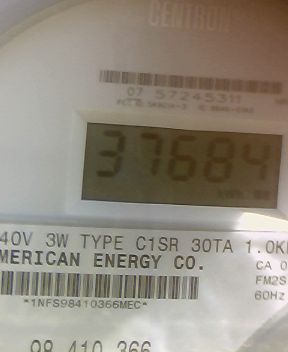 CENTRON
07 57245311
37684
40V 3W TYPE C1SR 30TA 1.0K
MERICAN ENERGY CO.
CA 0
FM2S
*1NFS98410366MEC*
60Hz
98 410 366